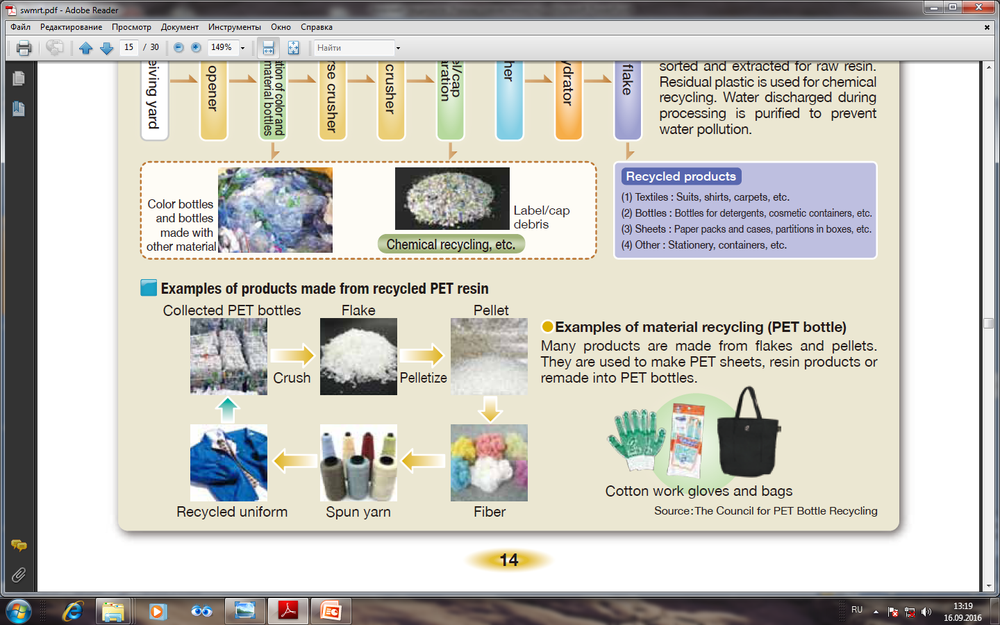 swmrt.pdf - Adobe Reader
Файл Редактирование Просмотр Документ Инструменты Окно Справка
15 / 30 149% Найти
eiving yard
opener
ation of color and
material bottles
rse crusher
crusher
el/cap
aration
her
ydrator
flake
sorted and extracted for raw resin.
Residual plastic is used for chemical
recycling. Water discharged during
processing is purified to prevent
water pollution.
Color bottles
and bottles
made with
other material
Label/cap
debris
Chemical recycling, etc.
Recycled products
(1) Textiles : Suits, shirts, carpets, etc.
(2) Bottles : Bottles for detergents, cosmetic containers, etc.
(3) Sheets : Paper packs and cases, partitions in boxes, etc.
(4) Other : Stationery, containers, etc.
Examples of products made from recycled PET resin
Collected PET bottles Flake Pellet
Crush Pelletize
Recycled uniform Spun yarn Fiber
Examples of material recycling (PET bottle)
Many products are made from flakes and pellets.
They are used to make PET sheets, resin products or
remade into PET bottles.
Cotton work gloves and bags
Source:The Council for PET Bottle Recycling
14
RU 13:19
16.09.2016